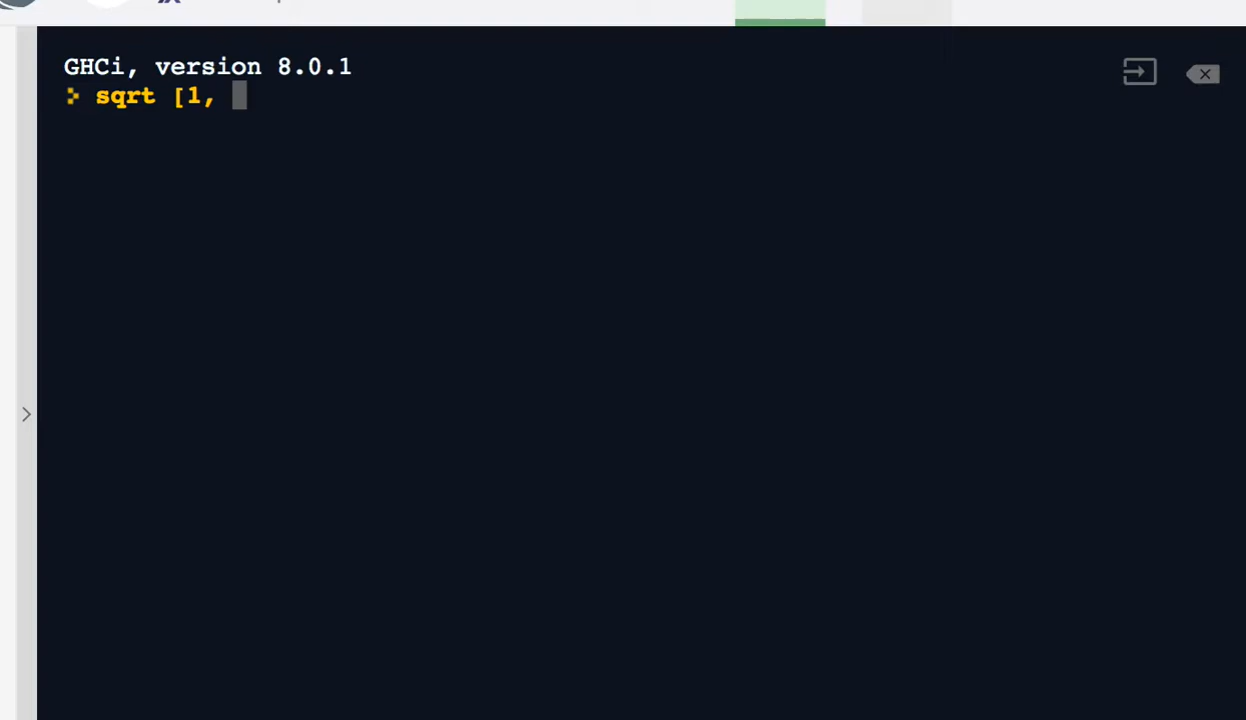 GHCi, version 8.0.1
> sqrt [1,